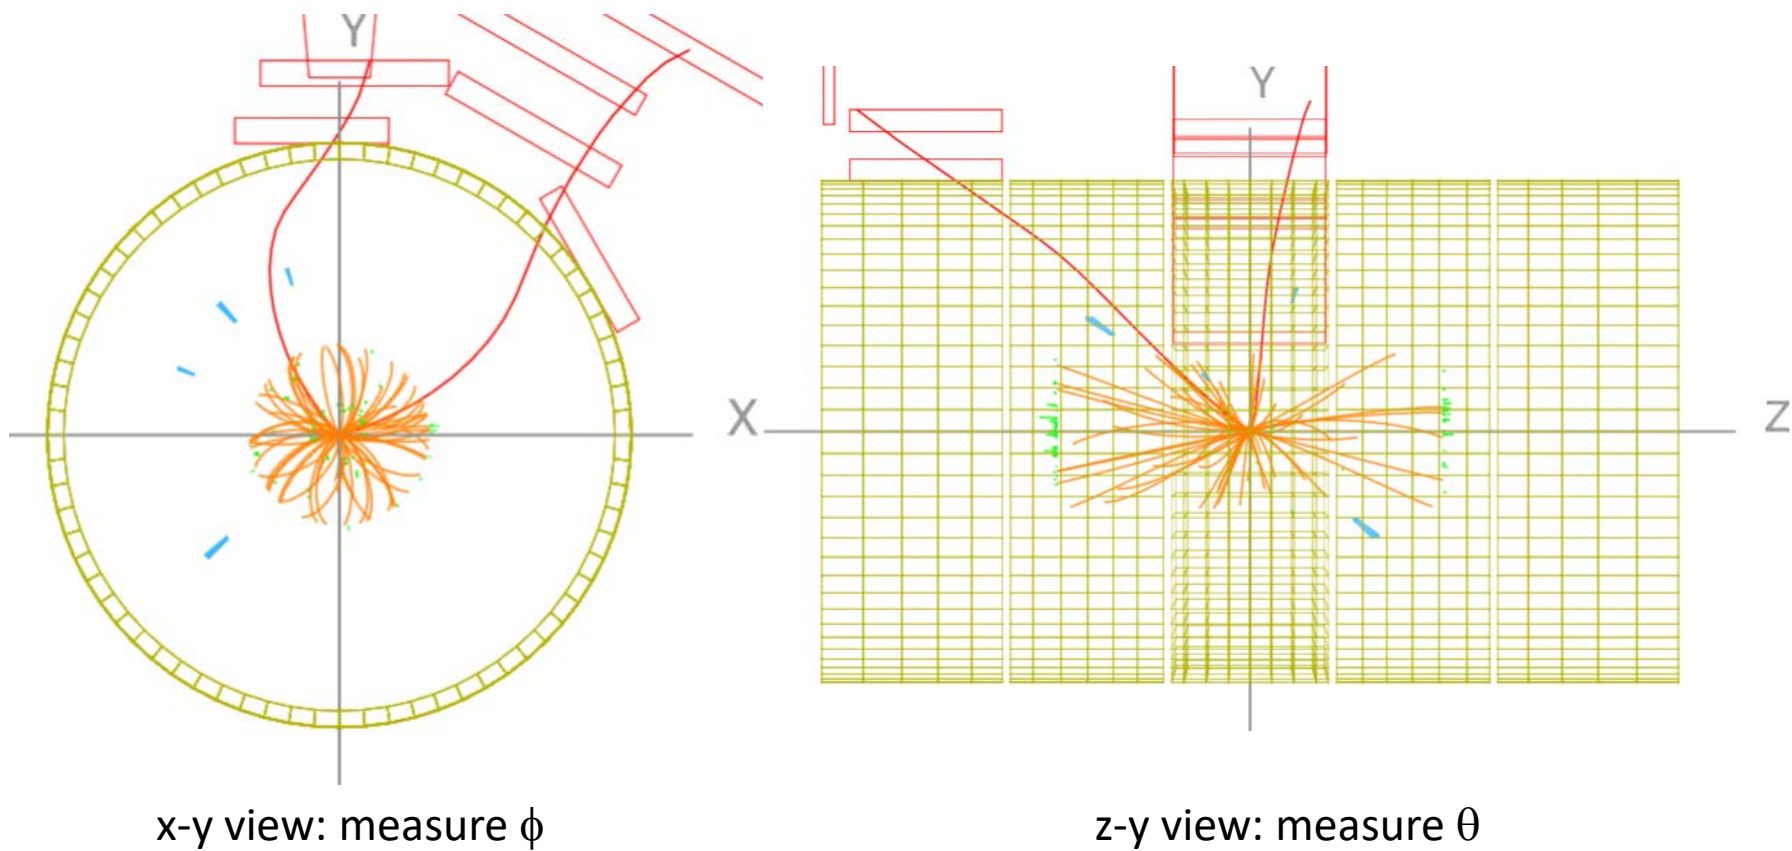 Y
Y
X
Z
x-y view: measure ϕ
z-y view: measure θ